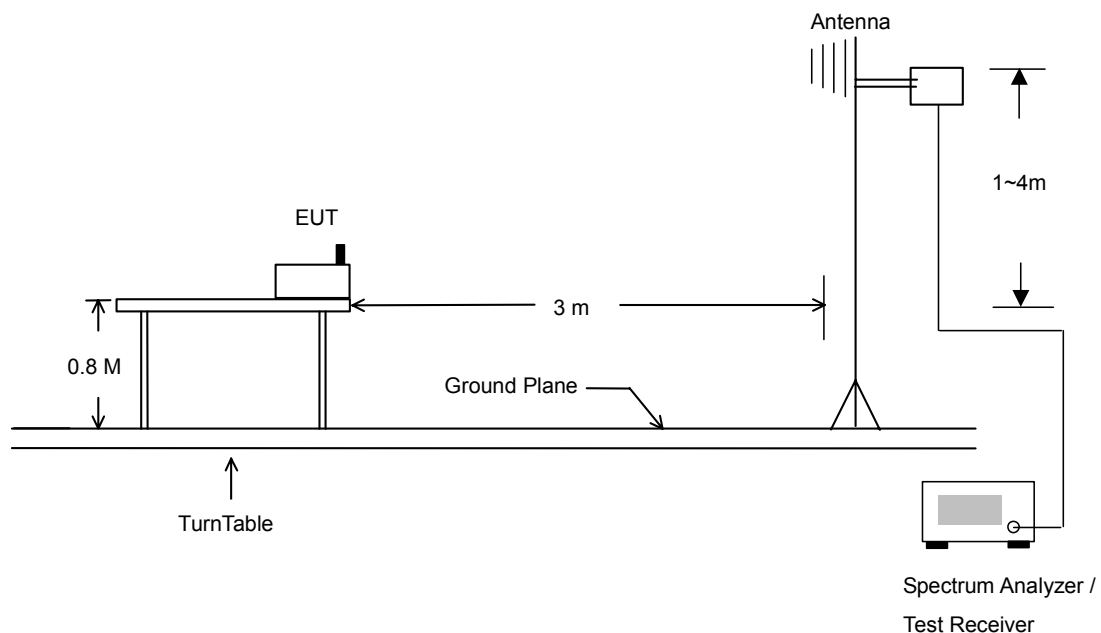 Antenna
1~4m
EUT
3 m
0.8 M
Ground Plane
TurnTable
Spectrum Analyzer /
Test Receiver